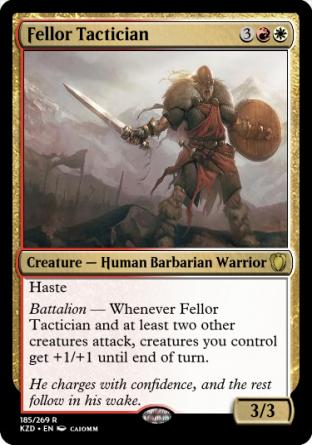 Fellor Tactician 3
Creature — Human Barbarian Warrior
Haste
Battalion — Whenever Fellor
Tactician and at least two other
creatures attack, creatures you control
get +1/+1 until end of turn.
He charges with confidence, and the rest
follow in his wake.
3/3
185/269 R
KZD • EN CAIOMM